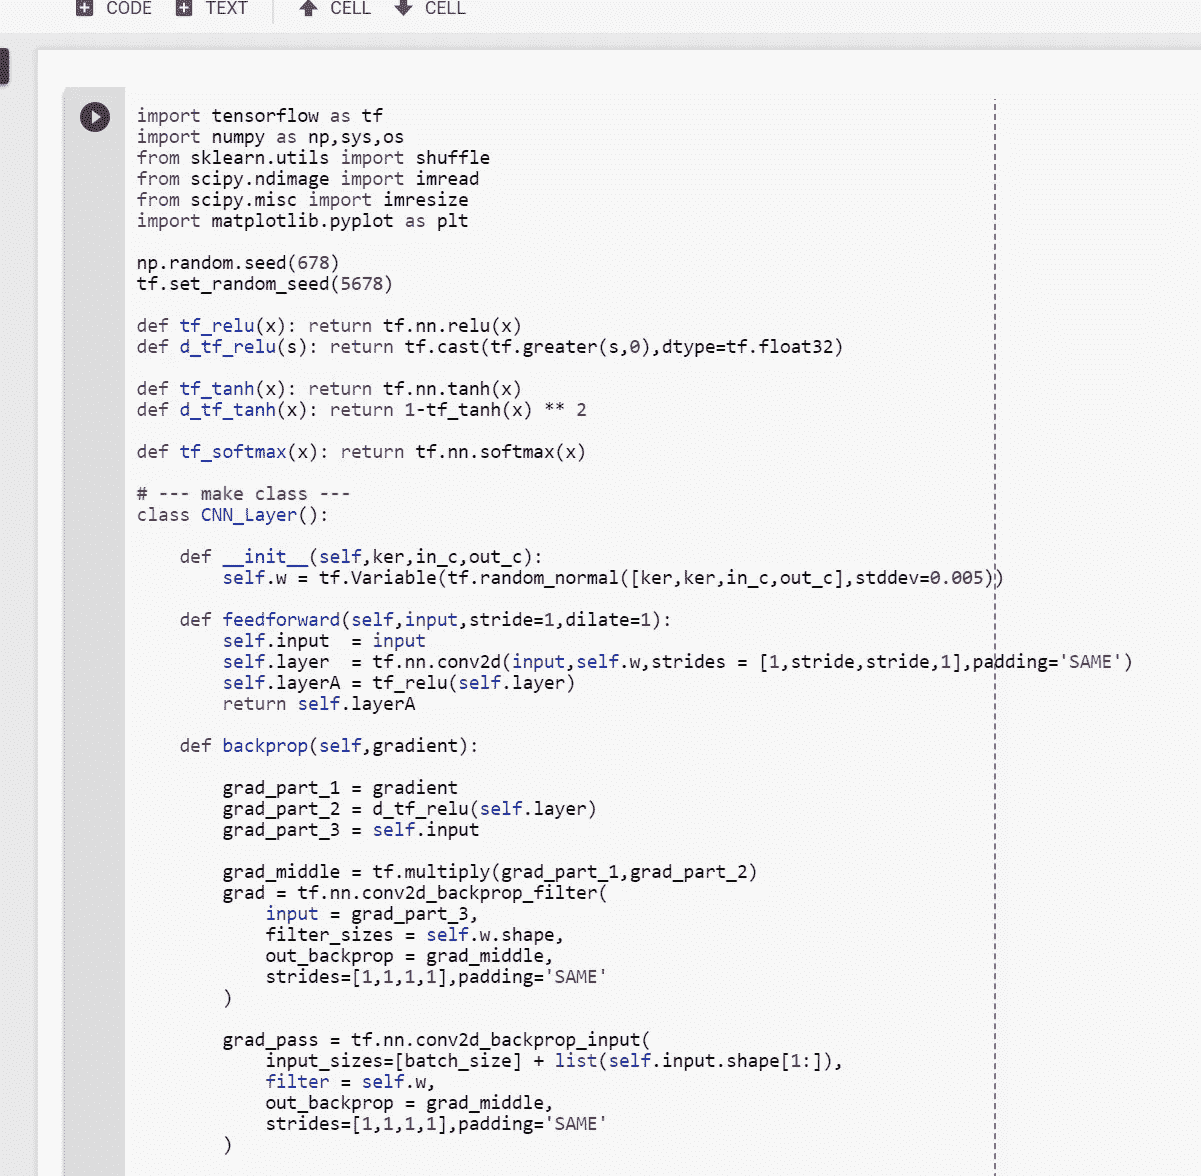 CODE TEXT CELL CELL
import tensorflow as tf
import numpy as np,sys,os
from sklearn.utils import shuffle
from scipy.ndimage import imread
from scipy.misc import imresize
import matplotlib.pyplot as plt
np.random.seed(678)
tf.set_random_seed(5678)
def tf_relu(x): return tf.nn.relu(x)
def d_tf_relu(s): return tf.cast(tf.greater(s,0),dtype=tf.float32)
def tf_tanh(x): return tf.nn.tanh(x)
def d_tf_tanh(x): return 1-tf_tanh(x) ** 2
def tf_softmax(x): return tf.nn.softmax(x)
# --- make class ---
class CNN_Layer():
    def __init__(self,ker,in_c,out_c):
        self.w = tf.Variable(tf.random_normal([ker,ker,in_c,out_c],stddev=0.005))
    def feedforward(self,input,stride=1,dilate=1):
        self.input  = input
        self.layer  = tf.nn.conv2d(input,self.w,strides = [1,stride,stride,1],padding='SAME')
        self.layerA = tf_relu(self.layer)
        return self.layerA
    def backprop(self,gradient):
        grad_part_1 = gradient
        grad_part_2 = d_tf_relu(self.layer)
        grad_part_3 = self.input
        grad_middle = tf.multiply(grad_part_1,grad_part_2)
        grad = tf.nn.conv2d_backprop_filter(
            input = grad_part_3,
            filter_sizes = self.w.shape,
            out_backprop = grad_middle,
            strides=[1,1,1,1],padding='SAME'
        )
        grad_pass = tf.nn.conv2d_backprop_input(
            input_sizes=[batch_size] + list(self.input.shape[1:]),
            filter = self.w,
            out_backprop = grad_middle,
            strides=[1,1,1,1],padding='SAME'
        )